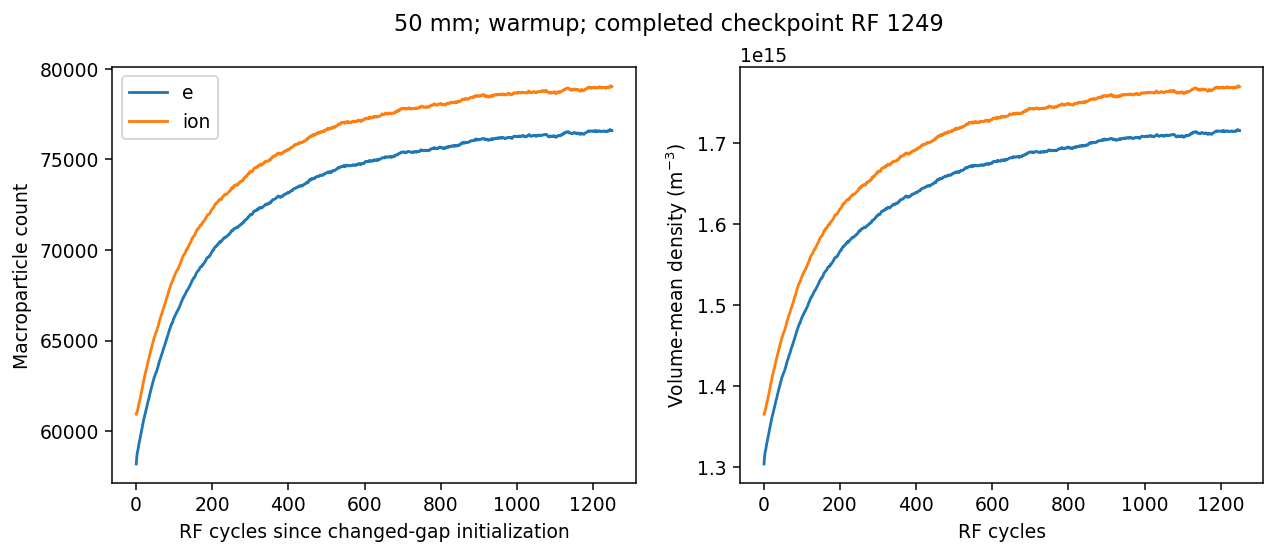 50 mm; warmup; completed checkpoint RF 1249
80000
75000
70000
65000
60000
Macroparticle count
e
ion
0 200 400 600 800 1000 1200
RF cycles since changed-gap initialization
1e15
1.7
1.6
1.5
1.4
1.3
Volume-mean density (m⁻³)
0 200 400 600 800 1000 1200
RF cycles